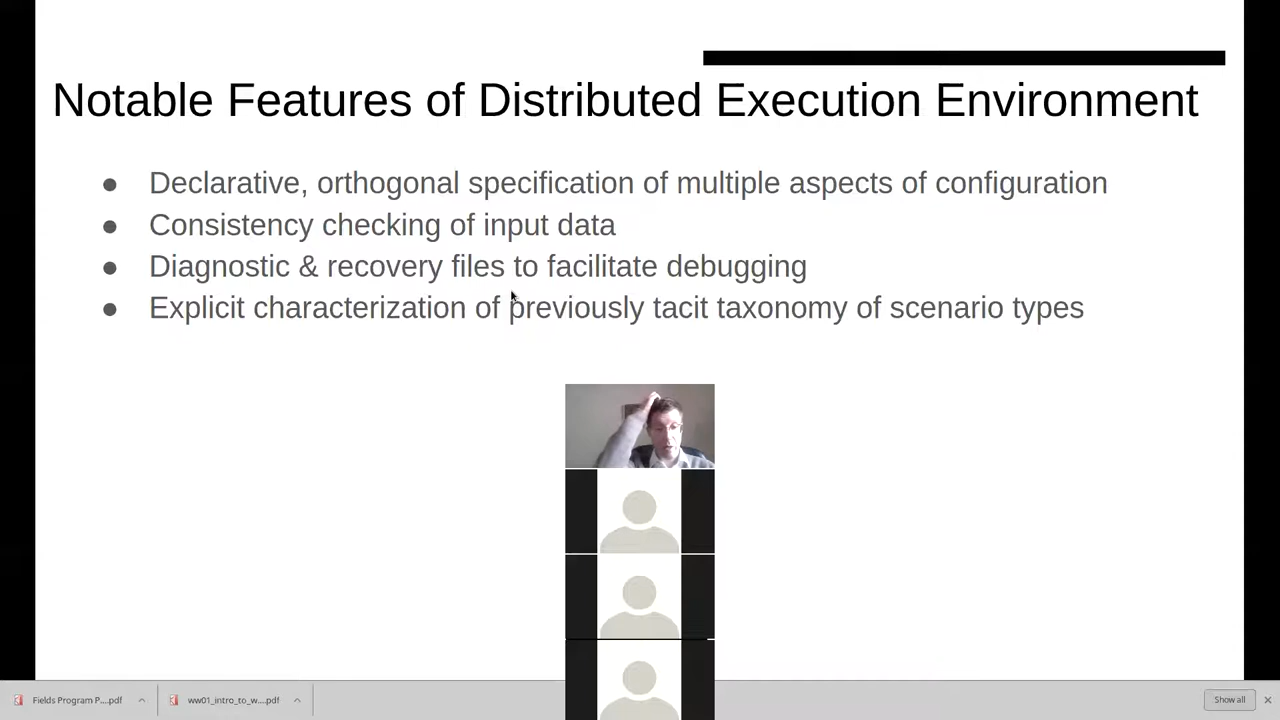 Notable Features of Distributed Execution Environment
● Declarative, orthogonal specification of multiple aspects of configuration
● Consistency checking of input data
● Diagnostic & recovery files to facilitate debugging
● Explicit characterization of previously tacit taxonomy of scenario types
Fields Program P....pdf
ww01_intro_to_w....pdf
Show all